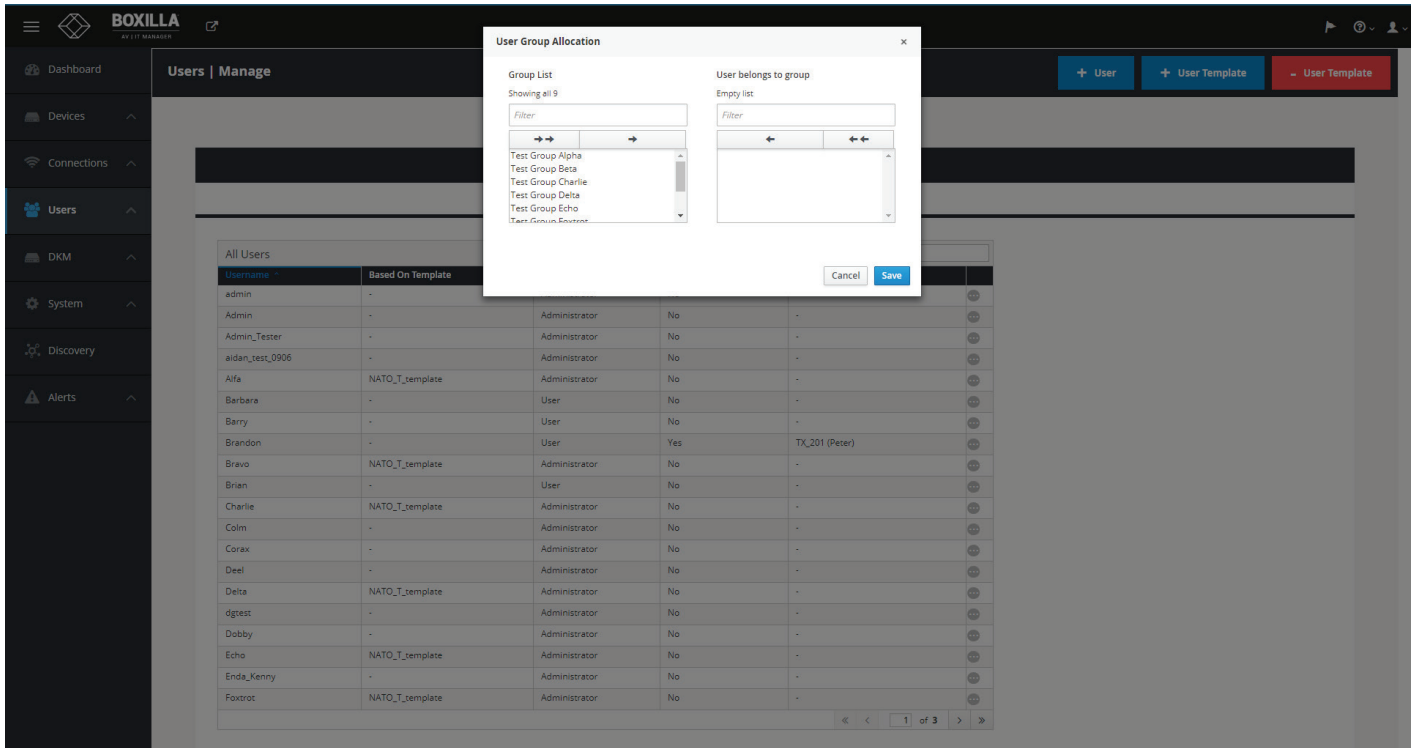 BOXILLA
AV | IT MANAGER
Dashboard
Devices
Connections
Users
DKM
System
Discovery
Alerts
Users | Manage
+ User
+ User Template
- User Template
User Group Allocation
×
Group List
Showing all 9
Filter
User belongs to group
Empty list
Filter
Test Group Alpha
Test Group Beta
Test Group Charlie
Test Group Delta
Test Group Echo
Test Group Foxtrot
Cancel
Save
All Users
Username
Based On Template
admin -
Admin - Administrator No -
Admin_Tester - Administrator No -
aidan_test_0906 - Administrator No -
Alfa NATO_T_template Administrator No -
Barbara - User No -
Barry - User No -
Brandon - User Yes TX_201 (Peter)
Bravo NATO_T_template Administrator No -
Brian - User No -
Charlie NATO_T_template Administrator No -
Colm - Administrator No -
Corax - Administrator No -
Deel - Administrator No -
Delta NATO_T_template Administrator No -
dgtest - Administrator No -
Dobby - Administrator No -
Echo NATO_T_template Administrator No -
Enda_Kenny - Administrator No -
Foxtrot NATO_T_template Administrator No -
1 of 3